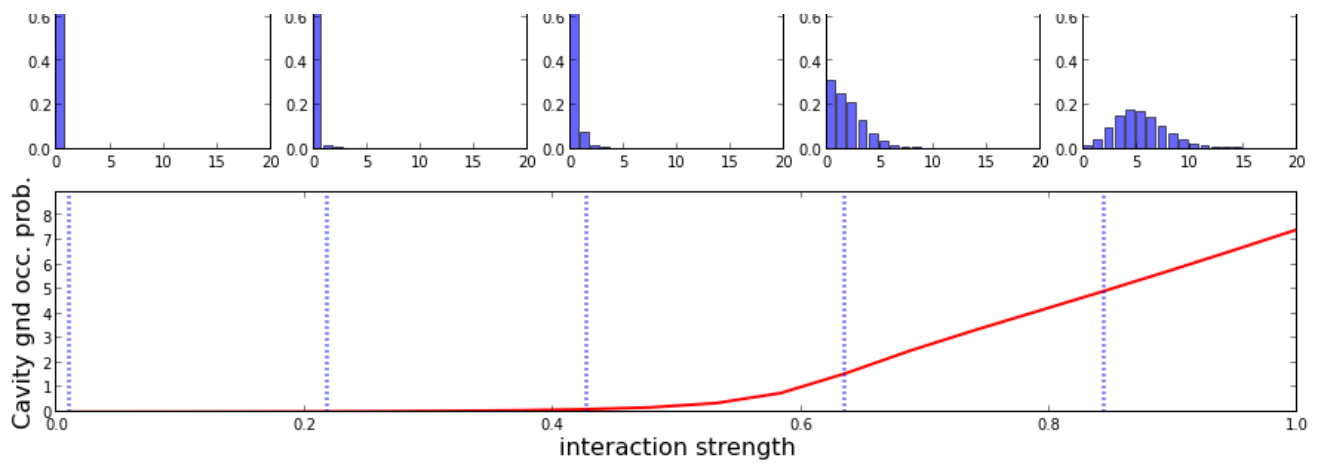 0.6 0.6 0.6 0.6 0.6
0.4 0.4 0.4 0.4 0.4
0.2 0.2 0.2 0.2 0.2
0.0 0.0 0.0 0.0 0.0
0 5 10 15 20 0 5 10 15 20 0 5 10 15 20 0 5 10 15 20 0 5 10 15 20
Cavity gnd occ. prob.
8
7
6
5
4
3
2
1
0
0.0 0.2 0.4 0.6 0.8 1.0
interaction strength